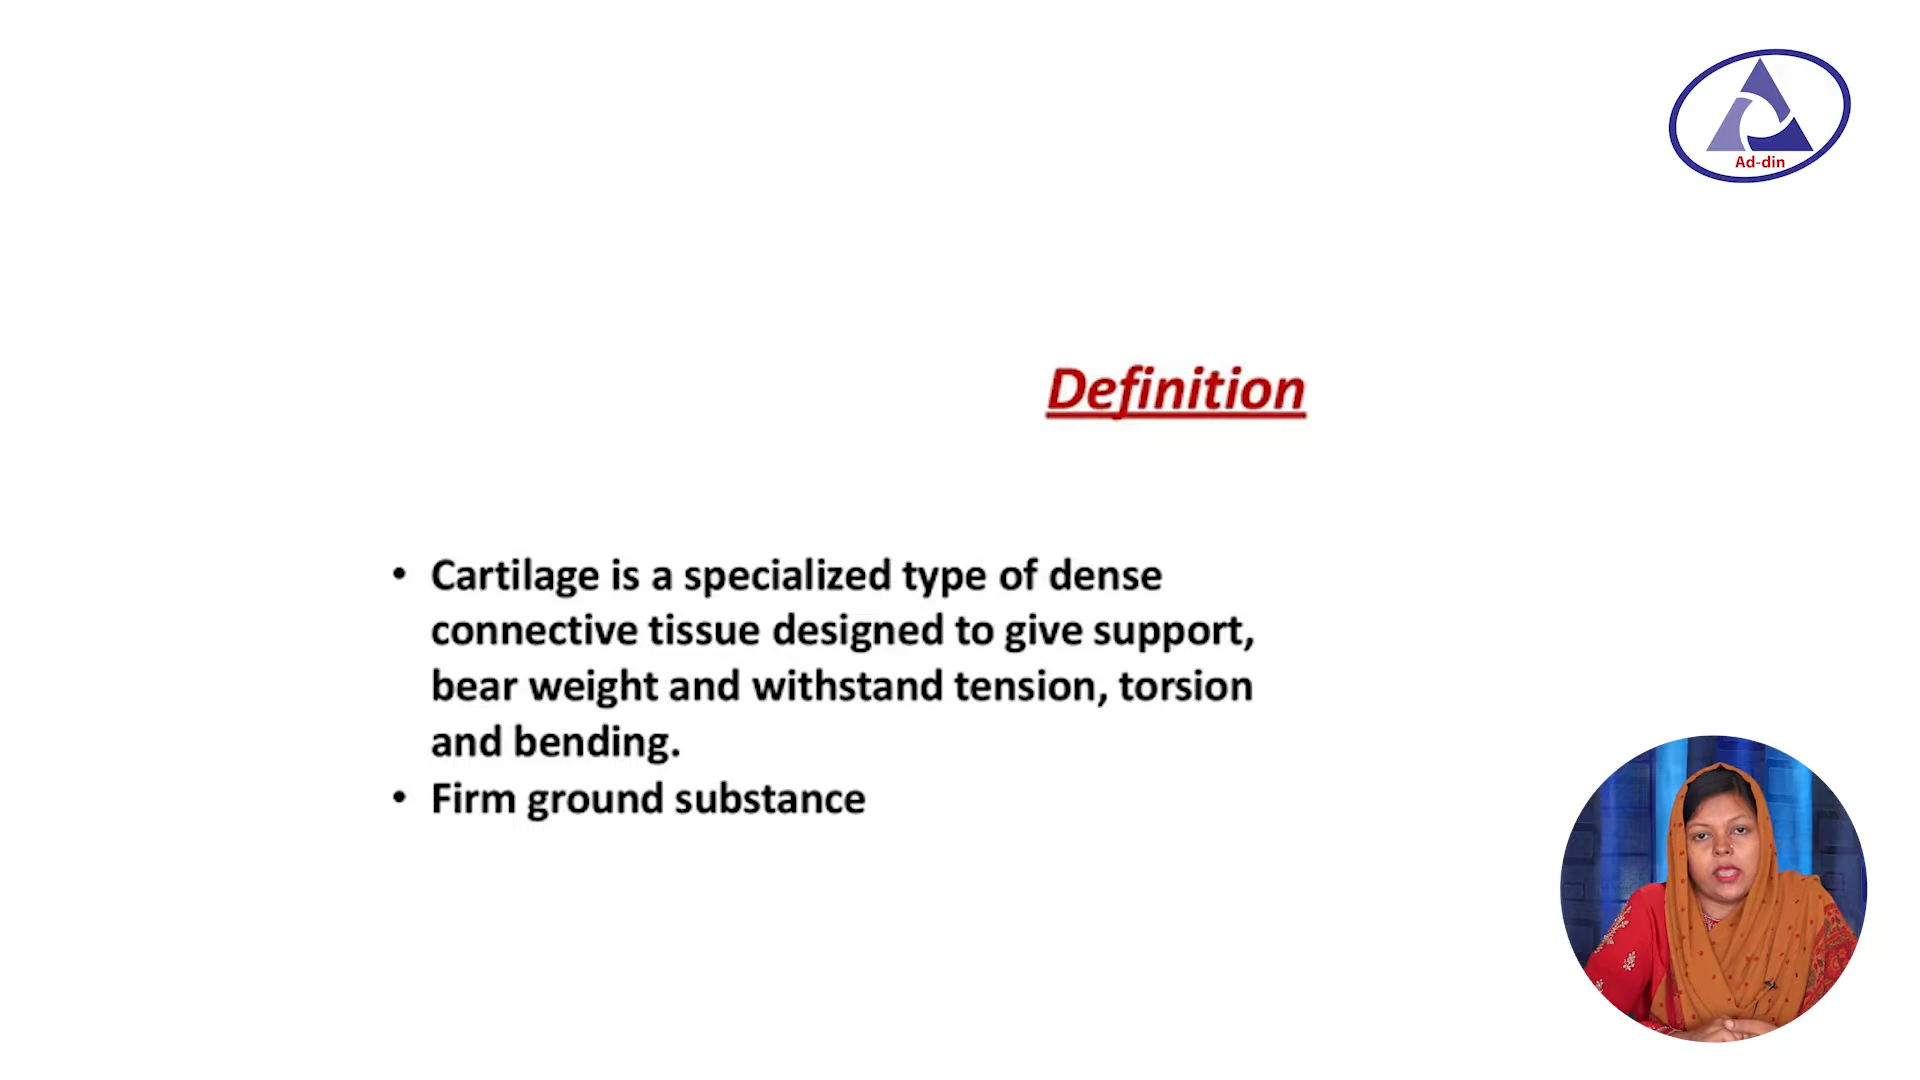 Ad-din
Definition
• Cartilage is a specialized type of dense
connective tissue designed to give support,
bear weight and withstand tension, torsion
and bending.
• Firm ground substance